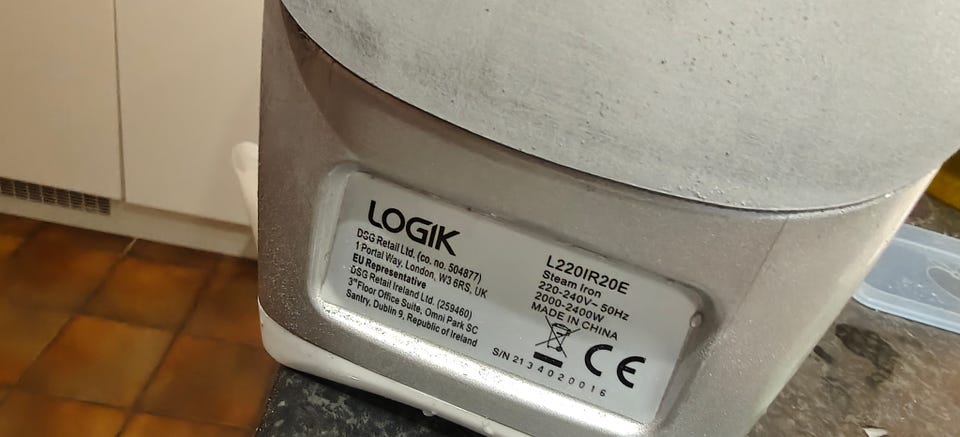 LOGIK
DSG Retail Ltd. (co. no. 504877)
1 Portal Way, London, W3 6RS, UK
EU Representative
DSG Retail Ireland Ltd. (259460)
3rd Floor Office Suite, Omni Park SC
Santry, Dublin 9, Republic of Ireland
L220IR20E
Steam Iron
220-240V~ 50Hz
2000-2400W
MADE IN CHINA
CE
S/N 2134020016